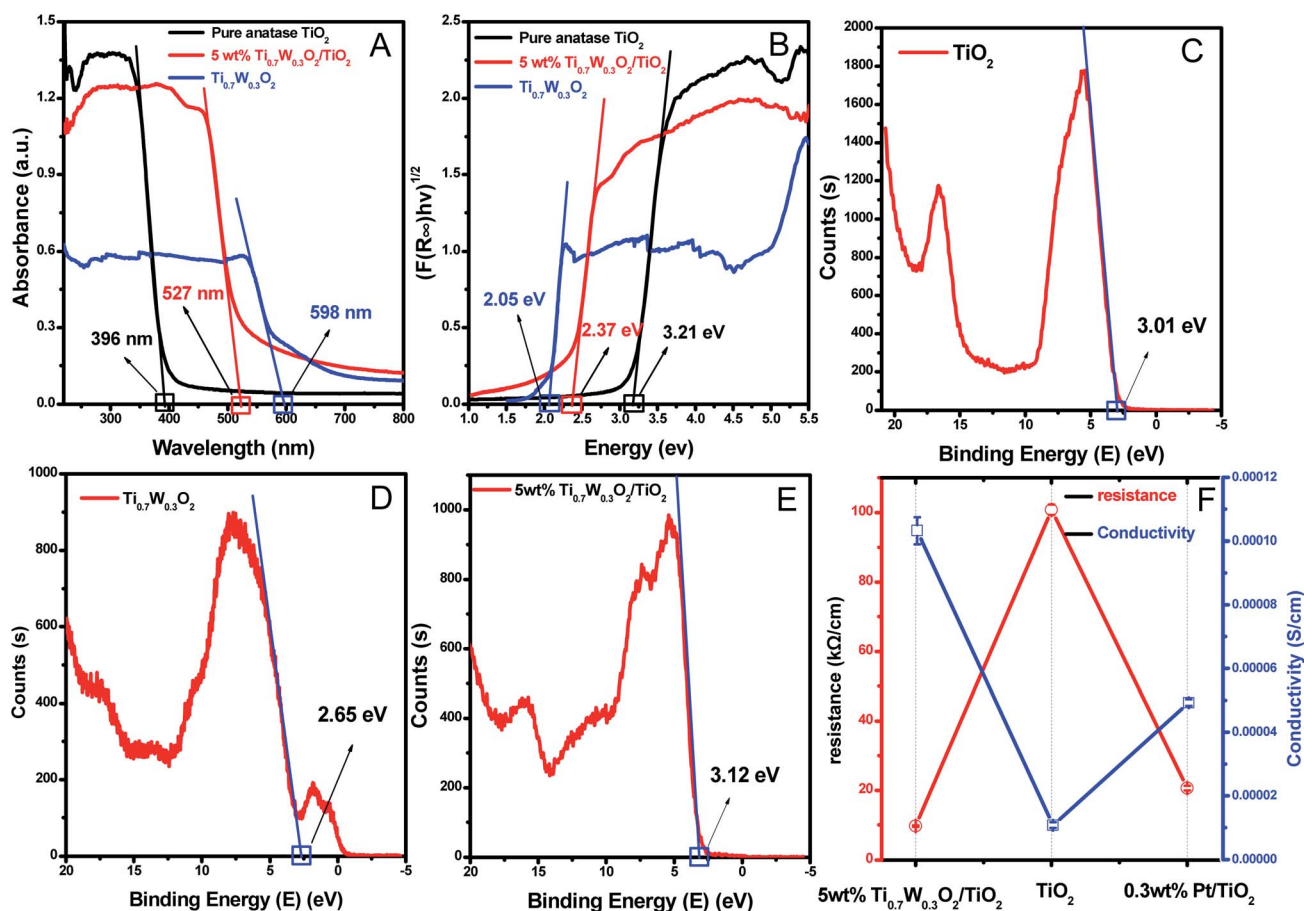 A
Pure anatase TiO₂
5 wt% Ti₀.₇W₀.₃O₂/TiO₂
Ti₀.₇W₀.₃O₂
Absorbance (a.u.)
1.5
1.2
0.9
0.6
0.3
0.0
527 nm
598 nm
396 nm
300 400 500 600 700 800
Wavelength (nm)
B
Pure anatase TiO₂
5 wt% Ti₀.₇W₀.₃O₂/TiO₂
Ti₀.₇W₀.₃O₂
(F(R∞)hv)^1/2
2.5
2.0
1.5
1.0
0.5
0.0
2.05 eV
2.37 eV
3.21 eV
1.0 1.5 2.0 2.5 3.0 3.5 4.0 4.5 5.0 5.5
Energy (ev)
C
TiO₂
Counts (s)
2000
1800
1600
1400
1200
1000
800
600
400
200
0
3.01 eV
20 15 10 5 0 -5
Binding Energy (E) (eV)
D
Ti₀.₇W₀.₃O₂
Counts (s)
1000
800
600
400
200
0
2.65 eV
20 15 10 5 0 -5
Binding Energy (E) (eV)
E
5wt% Ti₀.₇W₀.₃O₂/TiO₂
Counts (s)
1000
800
600
400
200
0
3.12 eV
20 15 10 5 0 -5
Binding Energy (E) (eV)
F
resistance
Conductivity
resistance (kΩ/cm)
100
80
60
40
20
0
Conductivity (S/cm)
0.00012
0.00010
0.00008
0.00006
0.00004
0.00002
0.00000
5wt% Ti₀.₇W₀.₃O₂/TiO₂ TiO₂ 0.3wt% Pt/TiO₂